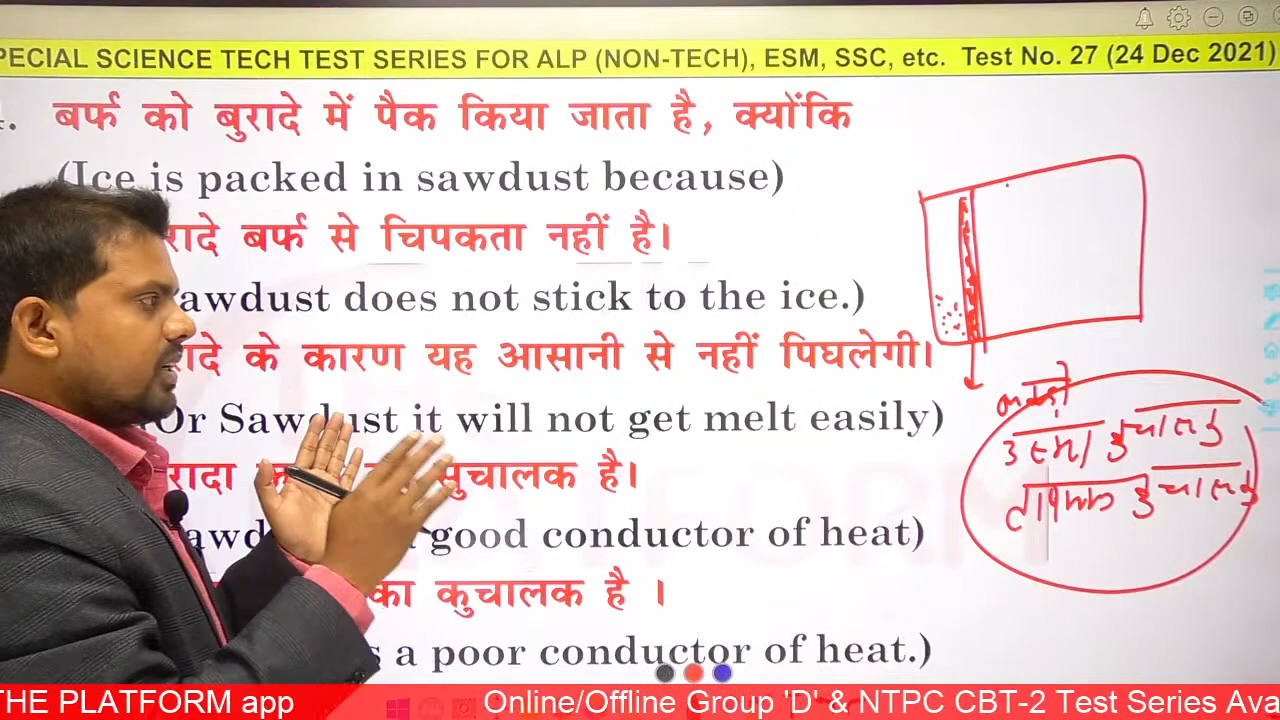 PECIAL SCIENCE TECH TEST SERIES FOR ALP (NON-TECH), ESM, SSC, etc. Test No. 27 (24 Dec 2021)
बर्फ को बुरादे में पैक किया जाता है, क्योंकि
(Ice is packed in sawdust because)
रादे बर्फ से चिपकता नहीं है।
awdust does not stick to the ice.)
रादे के कारण यह आसानी से नहीं पिघलेगी।
Or Sawdust it will not get melt easily)
रादा सुचालक है।
awd good conductor of heat)
का कुचालक है ।
s a poor conductor of heat.)
उष्मा कुचालक
तापीय कुचालक
THE PLATFORM app Online/Offline Group 'D' & NTPC CBT-2 Test Series Ava